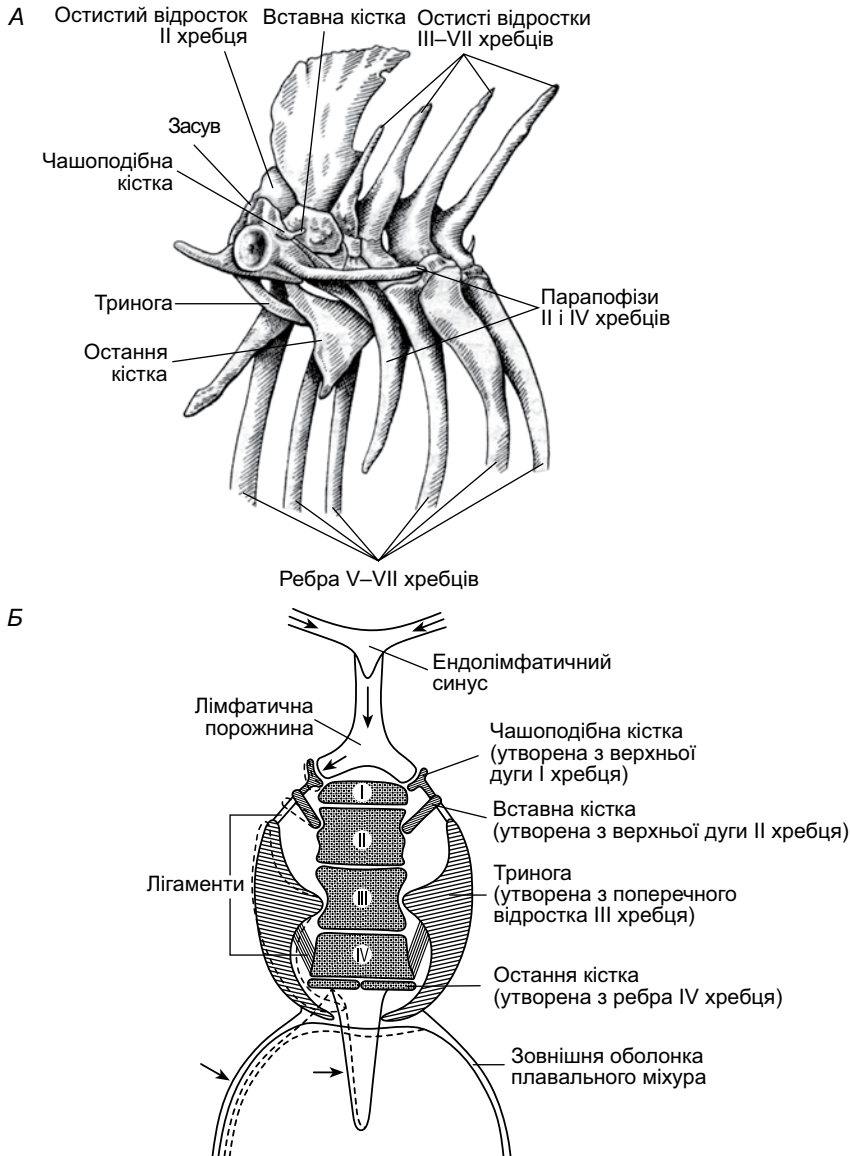 А
Остистий відросток
II хребця
Вставна кістка
Остисті відростки
III–VII хребців
Засув
Чашоподібна
кістка
Тринога
Остання
кістка
Парапофізи
II і IV хребців
Ребра V–VII хребців
Б
Ендолімфатичний
синус
Лімфатична
порожнина
Чашоподібна кістка
(утворена з верхньої
дуги I хребця)
Вставна кістка
(утворена з верхньої дуги II хребця)
Лігаменти
Тринога
(утворена з поперечного
відростка III хребця)
Остання кістка
(утворена з ребра IV хребця)
Зовнішня оболонка
плавального міхура
I
II
III
IV